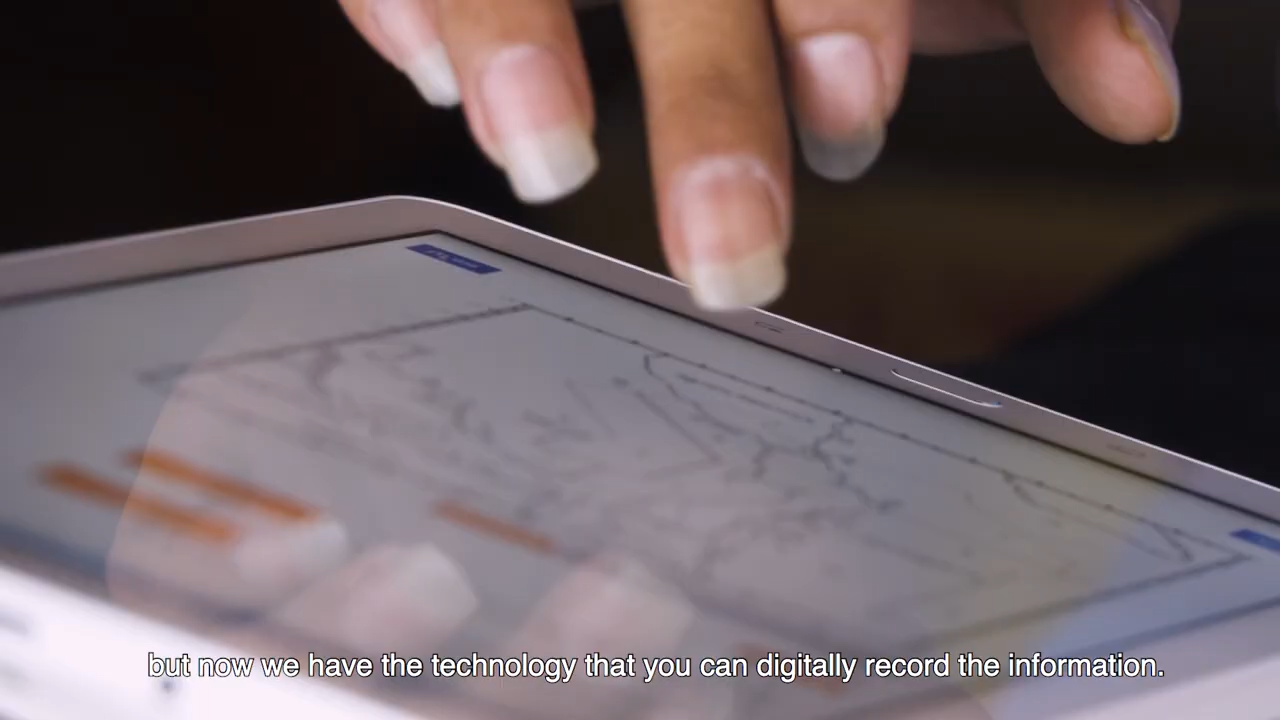 but now we have the technology that you can digitally record the information.